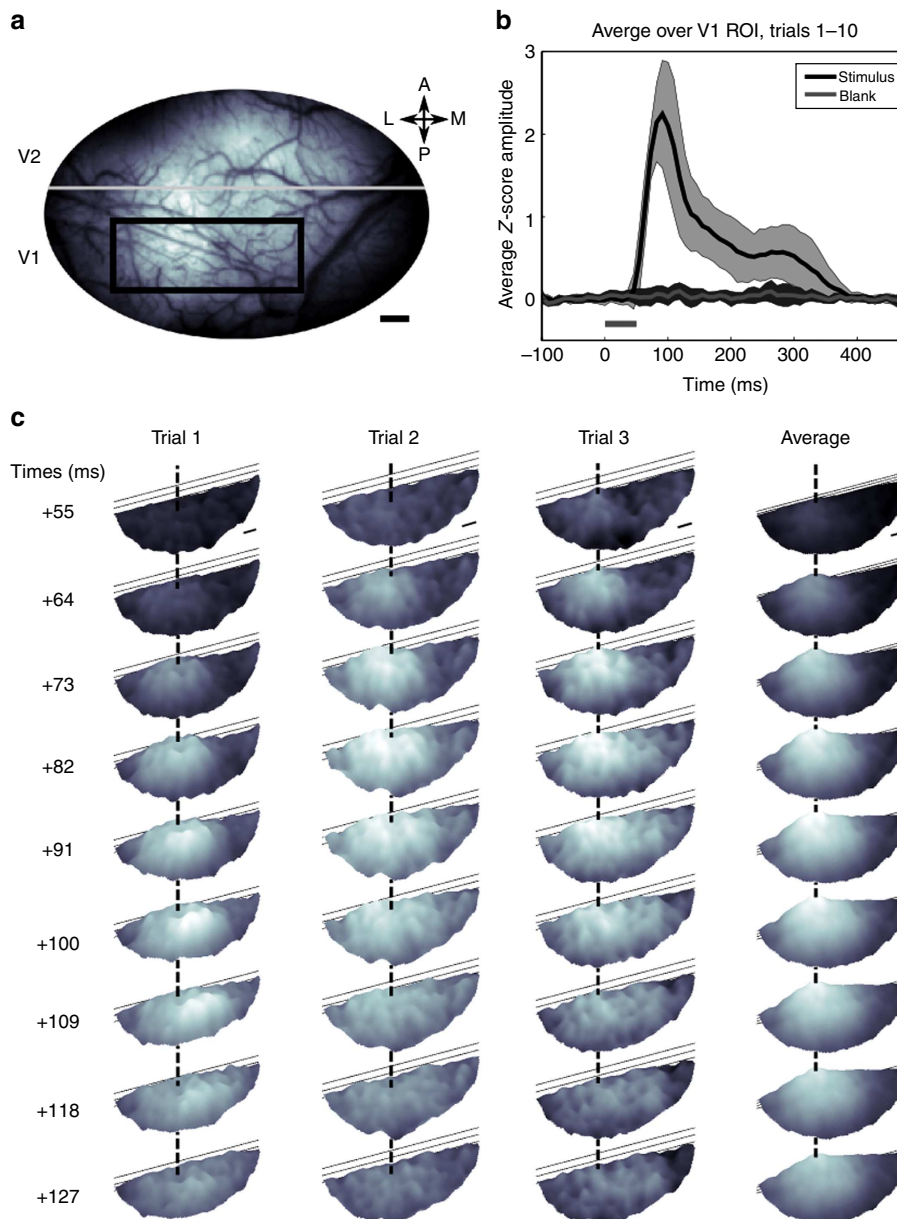 a
A
L M
P
V2
V1
b
Averge over V1 ROI, trials 1–10
3
2
1
0
Average Z-score amplitude
Stimulus
Blank
–100 0 100 200 300 400
Time (ms)
c
Trial 1 Trial 2 Trial 3 Average
Times (ms)
+55
+64
+73
+82
+91
+100
+109
+118
+127